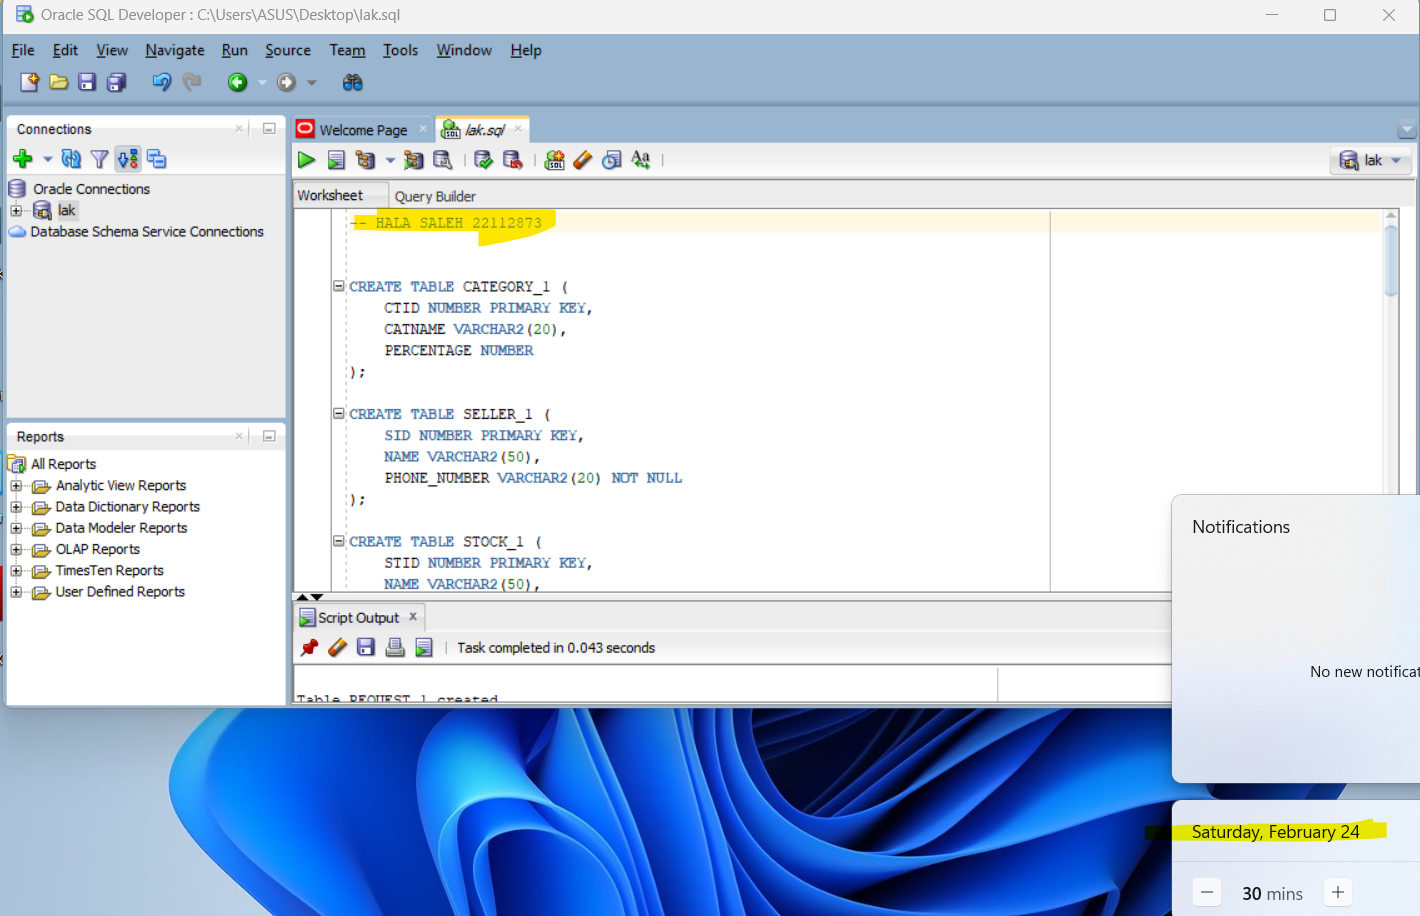 Oracle SQL Developer : C:\Users\ASUS\Desktop\lak.sql
File Edit View Navigate Run Source Team Tools Window Help
Connections
Oracle Connections
lak
Database Schema Service Connections
Reports
All Reports
Analytic View Reports
Data Dictionary Reports
Data Modeler Reports
OLAP Reports
TimesTen Reports
User Defined Reports
Welcome Page
lak.sql
lak
Worksheet
Query Builder
-- HALA SALEH 22112873
CREATE TABLE CATEGORY_1 (
CTID NUMBER PRIMARY KEY,
CATNAME VARCHAR2(20),
PERCENTAGE NUMBER
);
CREATE TABLE SELLER_1 (
SID NUMBER PRIMARY KEY,
NAME VARCHAR2(50),
PHONE_NUMBER VARCHAR2(20) NOT NULL
);
CREATE TABLE STOCK_1 (
STID NUMBER PRIMARY KEY,
NAME VARCHAR2(50),
Script Output
Task completed in 0.043 seconds
Table REQUEST_1 created
Notifications
No new notificat
Saturday, February 24
30 mins